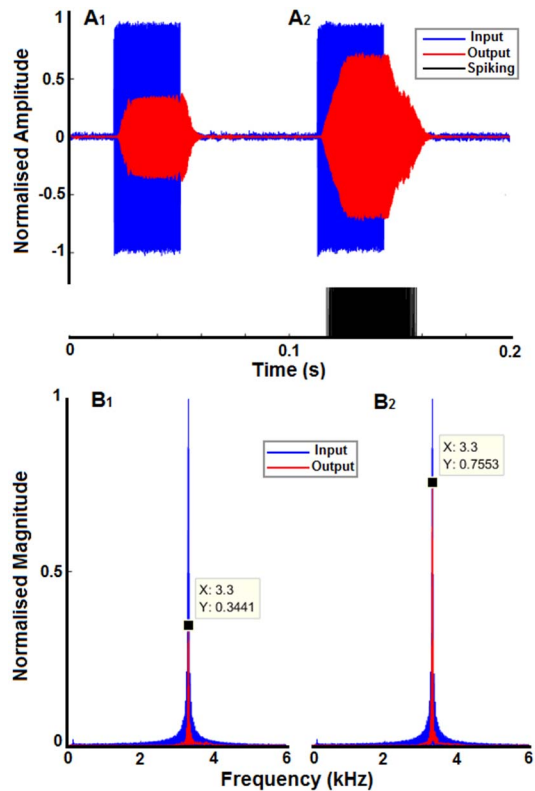 A1
A2
Input
Output
Spiking
Normalised Amplitude
1
0.5
0
-0.5
-1
0
0.1
0.2
Time (s)
B1
B2
Input
Output
Normalised Magnitude
1
0.5
0
X: 3.3
Y: 0.3441
X: 3.3
Y: 0.7553
0
2
4
6
0
2
4
6
Frequency (kHz)